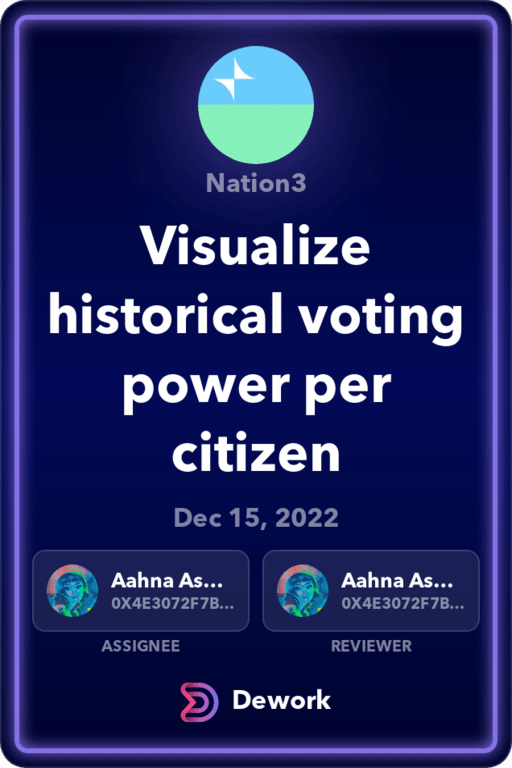 Nation3
Visualize
historical voting
power per
citizen
Dec 15, 2022
Aahna As...
0X4E3072F7B...
ASSIGNEE
Aahna As...
0X4E3072F7B...
REVIEWER
Dework